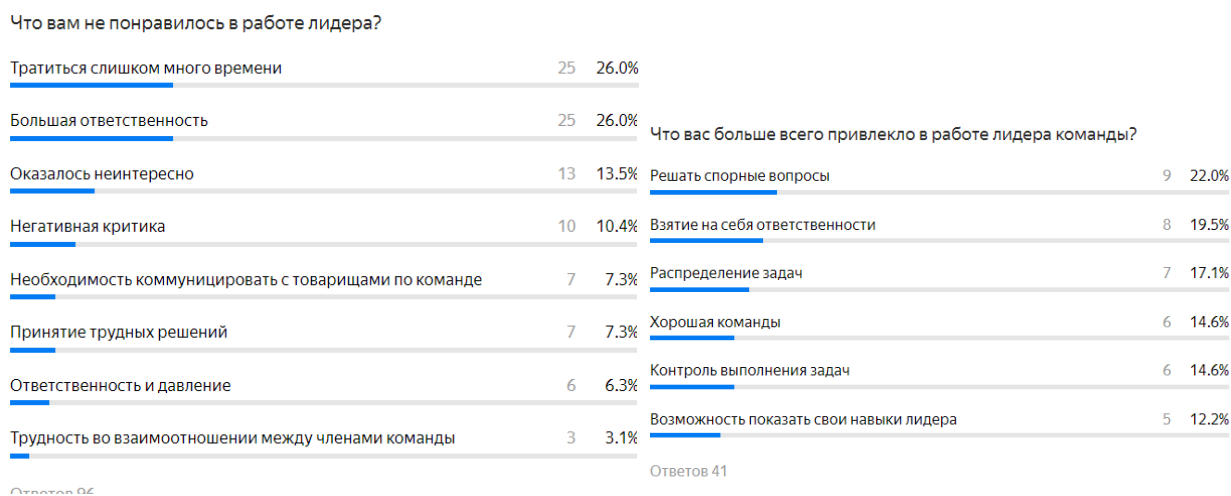 Что вам не понравилось в работе лидера?
Тратиться слишком много времени 25 26.0%
Большая ответственность 25 26.0%
Оказалось неинтересно 13 13.5%
Негативная критика 10 10.4%
Необходимость коммуницировать с товарищами по команде 7 7.3%
Принятие трудных решений 7 7.3%
Ответственность и давление 6 6.3%
Трудность во взаимоотношении между членами команды 3 3.1%
Ответов 96
Что вас больше всего привлекло в работе лидера команды?
Решать спорные вопросы 9 22.0%
Взятие на себя ответственности 8 19.5%
Распределение задач 7 17.1%
Хорошая команды 6 14.6%
Контроль выполнения задач 6 14.6%
Возможность показать свои навыки лидера 5 12.2%
Ответов 41